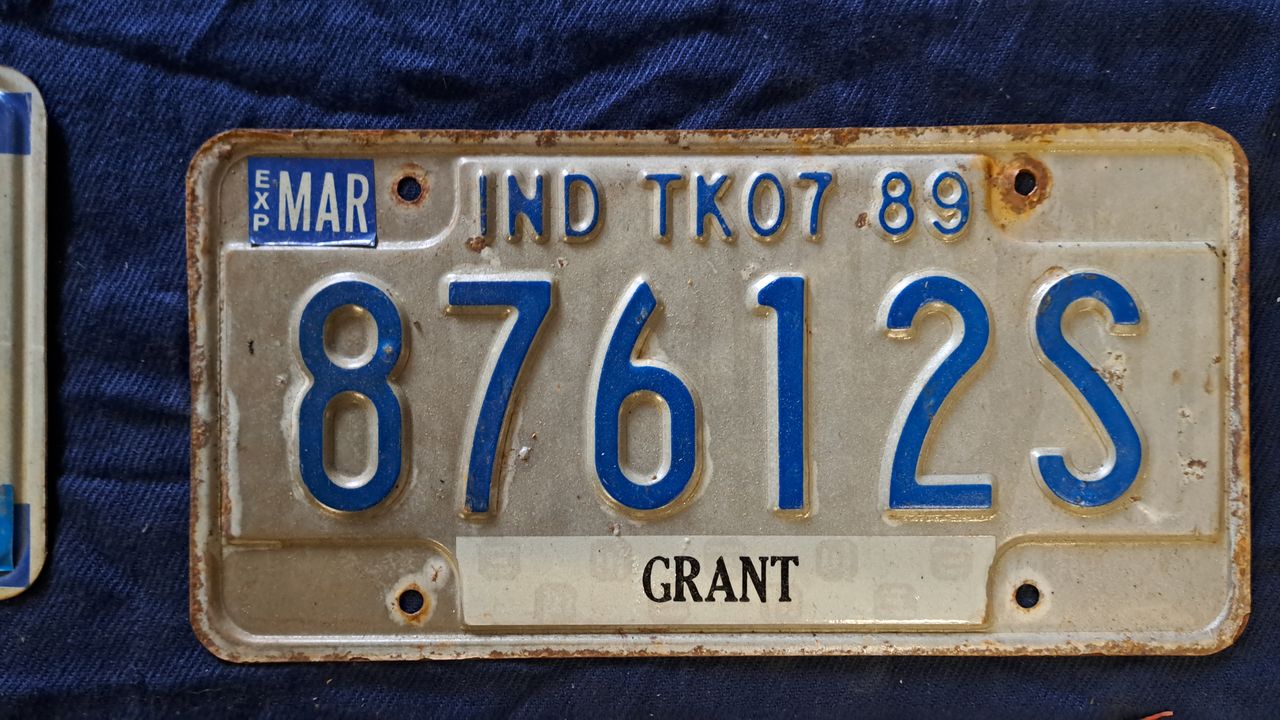 EXP MAR IND TK07 89
87612S
GRANT